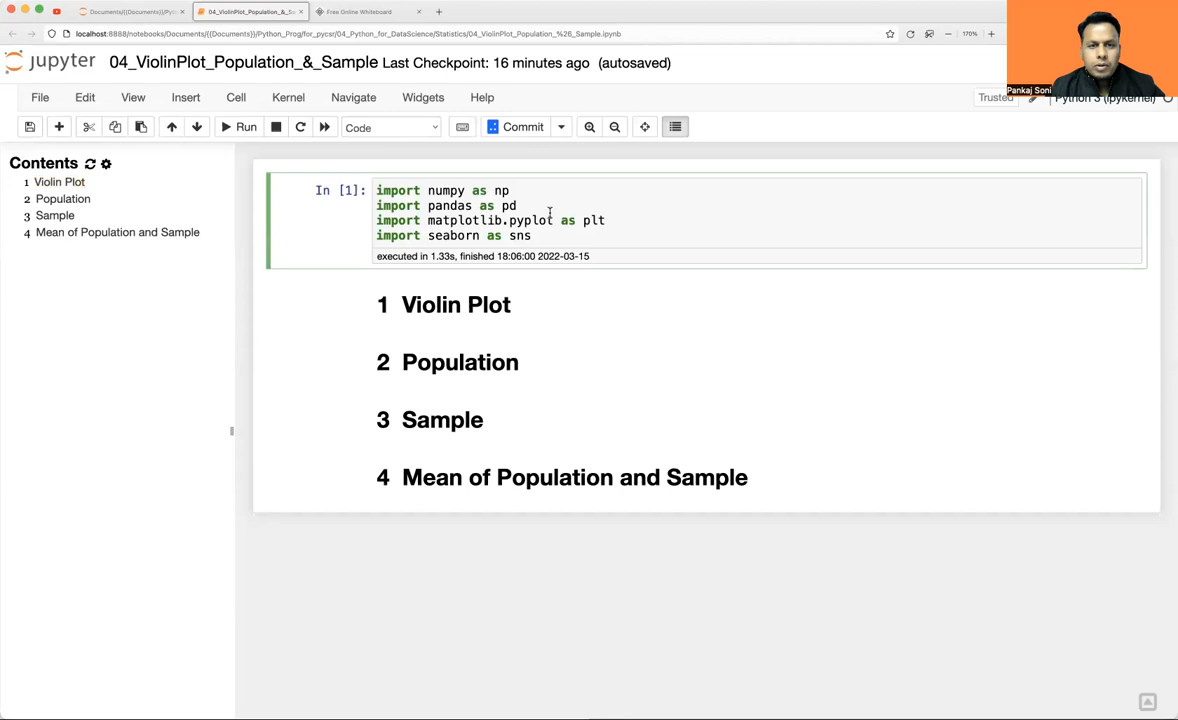 Documents/{{Documents}}/Pyt
04_ViolinPlot_Population_&_Sa
Free Online Whiteboard
localhost:8888/notebooks/Documents/{{Documents}}/Python_Prog/for_pycsr/04_Python_for_DataScience/Statistics/04_ViolinPlot_Population_%26_Sample.ipynb
170%
Pankaj Soni
jupyter 04_ViolinPlot_Population_&_Sample Last Checkpoint: 16 minutes ago (autosaved)
File Edit View Insert Cell Kernel Navigate Widgets Help
Trusted Python 3 (ipykernel)
Run Code Commit
Contents
1 Violin Plot
2 Population
3 Sample
4 Mean of Population and Sample
In [1]:
import numpy as np
import pandas as pd
import matplotlib.pyplot as plt
import seaborn as sns
executed in 1.33s, finished 18:06:00 2022-03-15
1 Violin Plot
2 Population
3 Sample
4 Mean of Population and Sample